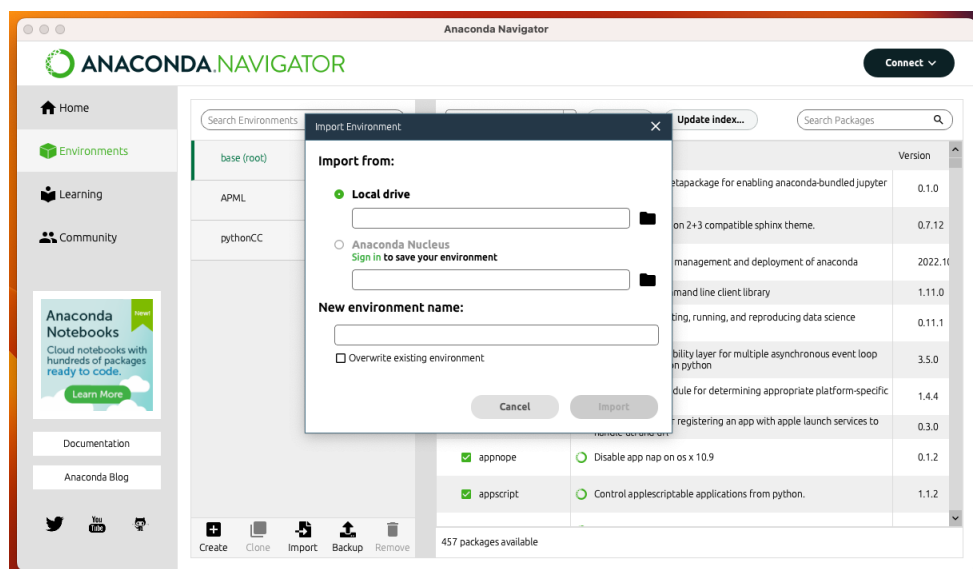 Anaconda Navigator
ANACONDA.NAVIGATOR
Connect
Home
Environments
Learning
Community
Anaconda
Notebooks
New!
Cloud notebooks with
hundreds of packages
ready to code.
Learn More
Documentation
Anaconda Blog
You
Tube
Search Environments
base (root)
APML
pythonCC
Create
Clone
Import
Backup
Remove
Import Environment
Import from:
Local drive
Anaconda Nucleus
Sign in to save your environment
New environment name:
Overwrite existing environment
Cancel
Import
Update index...
Search Packages
Version
etapackage for enabling anaconda-bundled jupyter
0.1.0
on 2+3 compatible sphinx theme.
0.7.12
management and deployment of anaconda
2022.10
mand line client library
1.11.0
ting, running, and reproducing data science
0.11.1
bility layer for multiple asynchronous event loop
on python
3.5.0
dule for determining appropriate platform-specific
1.4.4
r registering an app with apple launch services to
0.3.0
appnope
Disable app nap on os x 10.9
0.1.2
appscript
Control applescriptable applications from python.
1.1.2
457 packages available